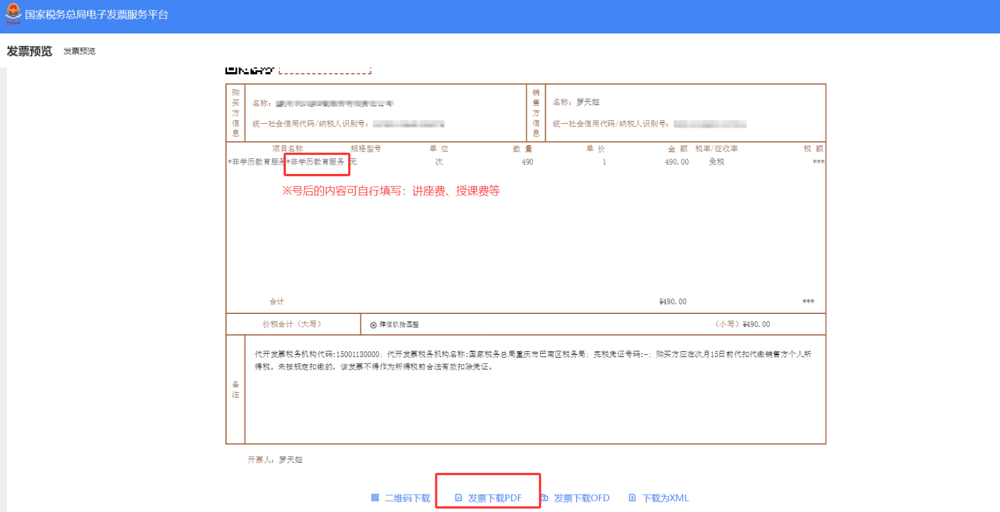 国家税务总局电子发票服务平台
发票预览 发票预览
购买方信息
名称：
统一社会信用代码/纳税人识别号：
销售方信息
名称：罗天娅
统一社会信用代码/纳税人识别号：
项目名称 规格型号 单位 数量 单价 金额 税率/征收率 税额
*非学历教育服务*非学历教育服务 无 次 490 1 490.00 免税 ***
※号后的内容可自行填写：讲座费、授课费等
合计 ¥490.00 ***
价税合计（大写） ⊗ 肆佰玖拾圆整 （小写）¥490.00
备注
代开发票税务机构代码:15001130000; 代开发票税务机构名称:国家税务总局重庆市巴南区税务局; 完税凭证号码:-; 购买方应在次月15日前代扣代缴销售方个人所
得税，未按规定扣缴的，该发票不得作为所得税前合法有效扣除凭证。
开票人：罗天娅
二维码下载 发票下载PDF 发票下载OFD 下载为XML